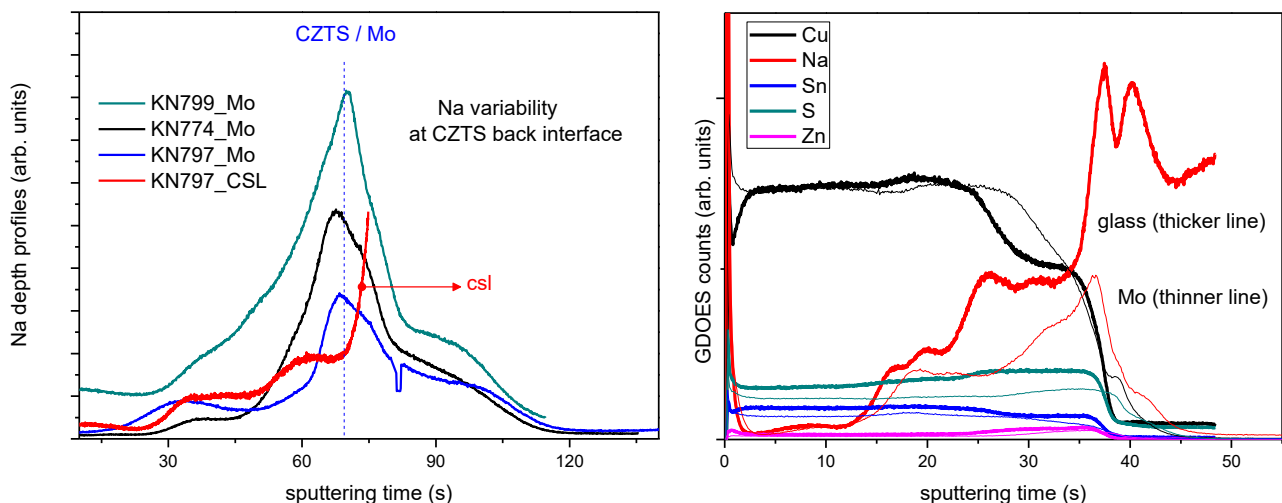 CZTS / Mo
KN799_Mo
KN774_Mo
KN797_Mo
KN797_CSL
Na variability
at CZTS back interface
csl
Na depth profiles (arb. units)
30
60
90
120
sputtering time (s)
Cu
Na
Sn
S
Zn
glass (thicker line)
Mo (thinner line)
GDOES counts (arb. units)
0
10
20
30
40
50
sputtering time (s)